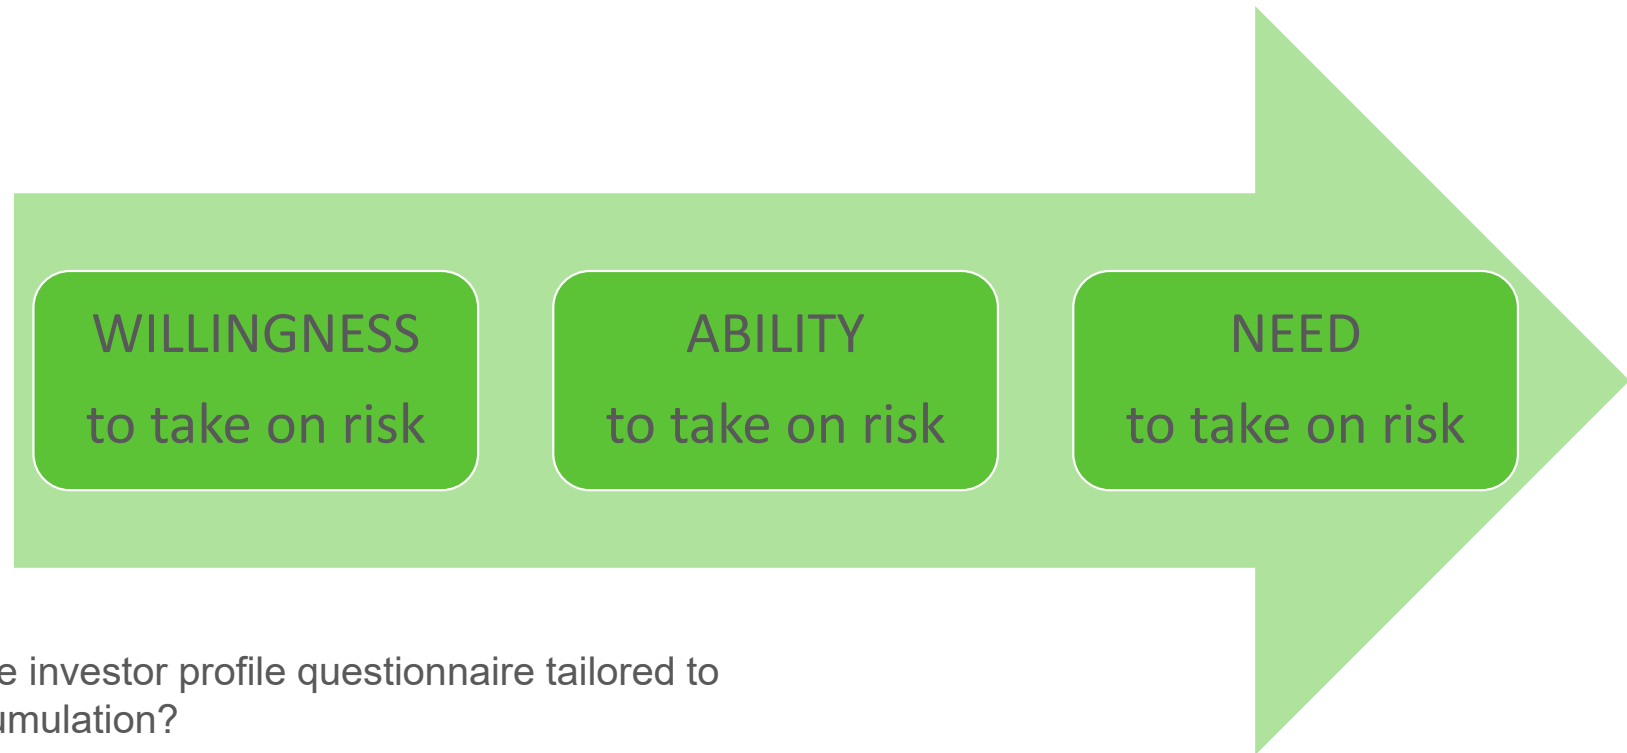 WILLINGNESS
to take on risk
ABILITY
to take on risk
NEED
to take on risk
investor profile questionnaire tailored to